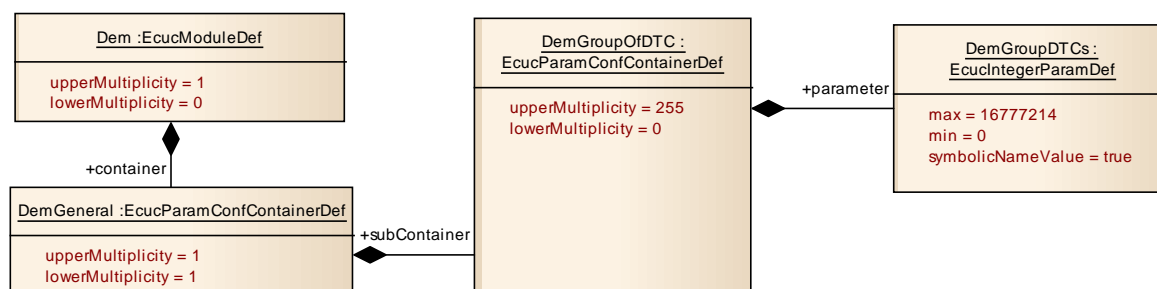 Dem :EcucModuleDef
upperMultiplicity = 1
lowerMultiplicity = 0
+container
DemGeneral :EcucParamConfContainerDef
upperMultiplicity = 1
lowerMultiplicity = 1
+subContainer
DemGroupOfDTC :
EcucParamConfContainerDef
upperMultiplicity = 255
lowerMultiplicity = 0
+parameter
DemGroupDTCs :
EcucIntegerParamDef
max = 16777214
min = 0
symbolicNameValue = true